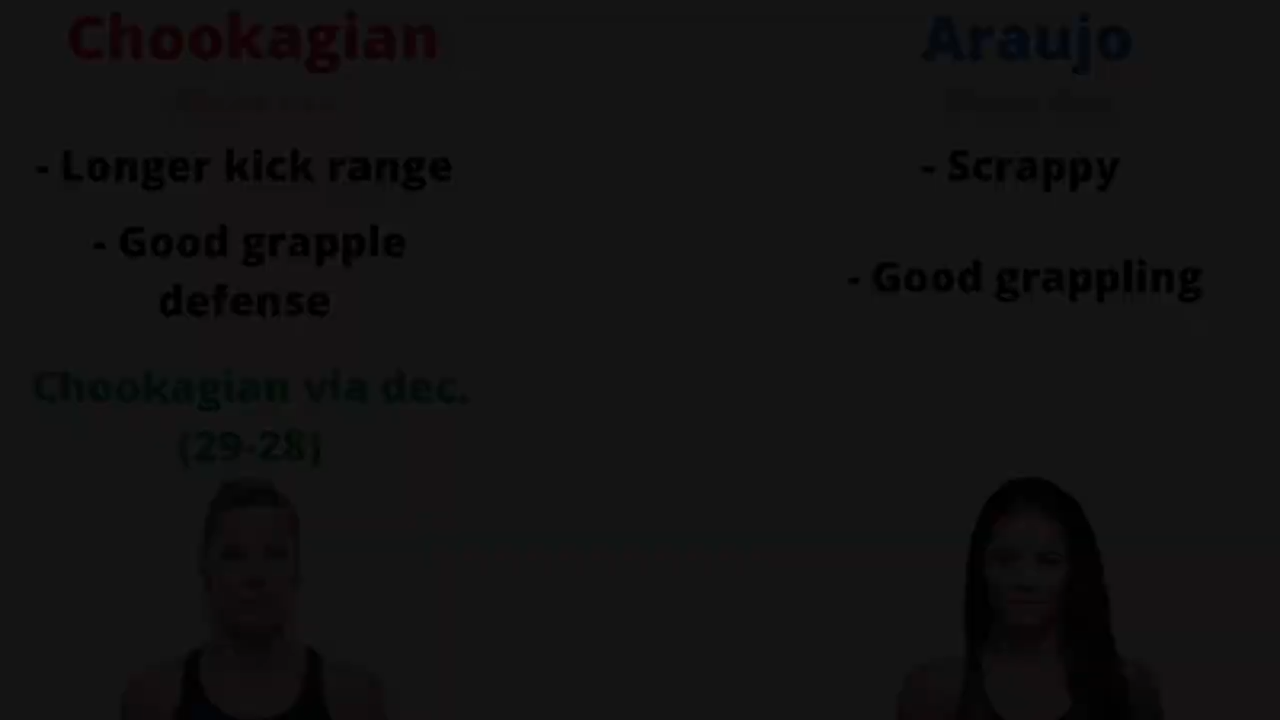 Chookagian
Araujo
- Longer kick range
- Scrappy
- Good grapple
defense
- Good grappling
Chookagian via dec.
(29-28)